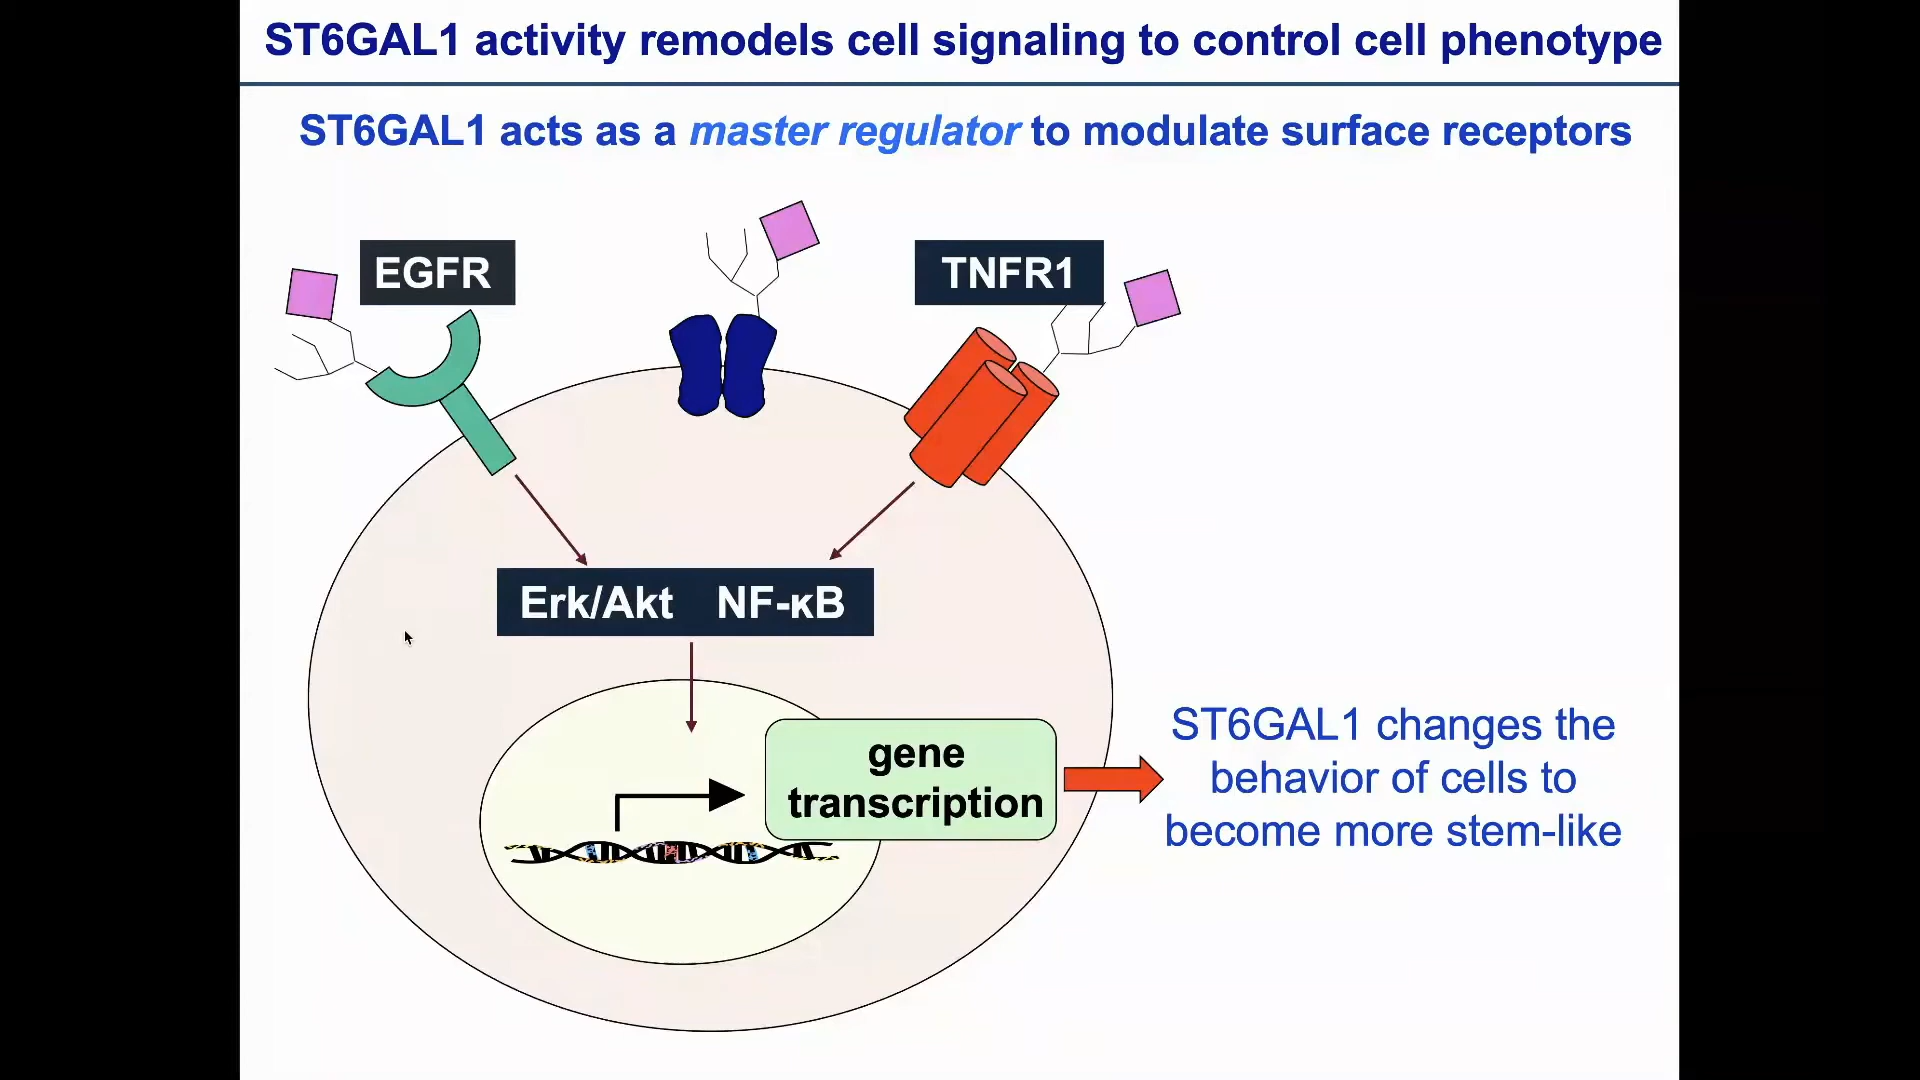 ST6GAL1 activity remodels cell signaling to control cell phenotype
ST6GAL1 acts as a master regulator to modulate surface receptors
EGFR
TNFR1
Erk/Akt NF-κB
gene
transcription
ST6GAL1 changes the
behavior of cells to
become more stem-like